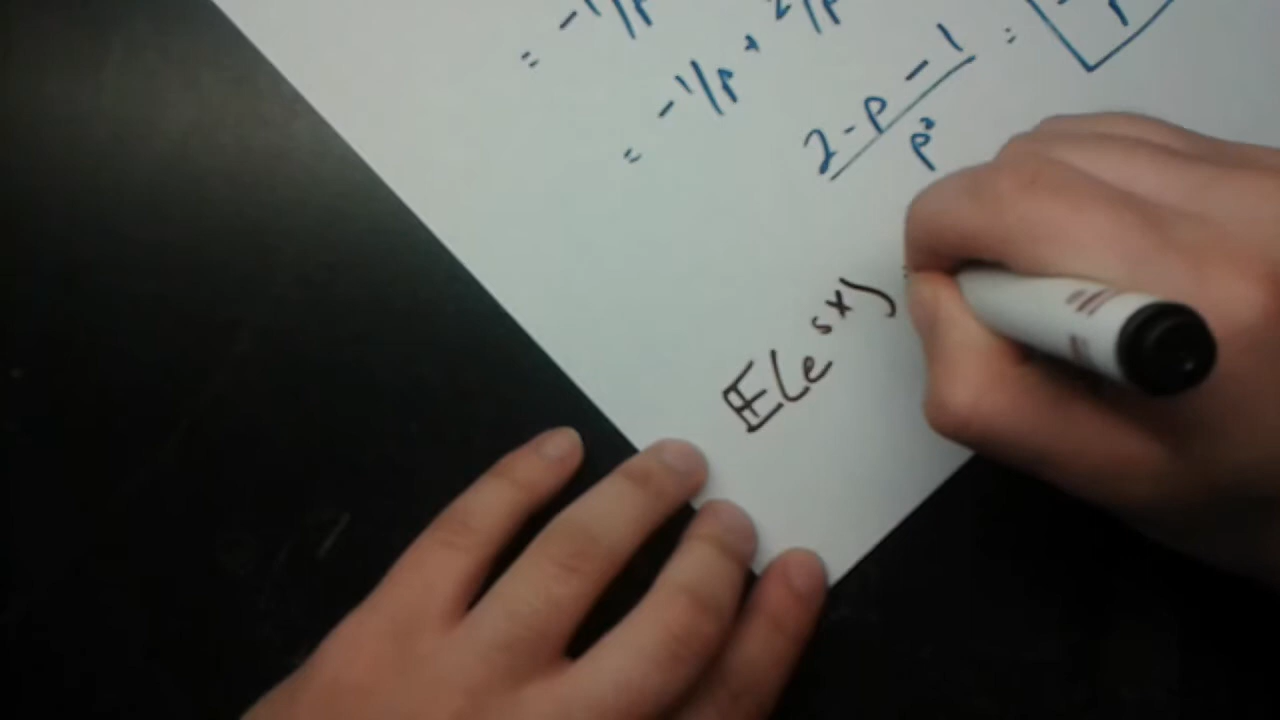 = -1/p
= -1/p + 2/p
2-p - 1 / p² =
𝔼(e^sx)